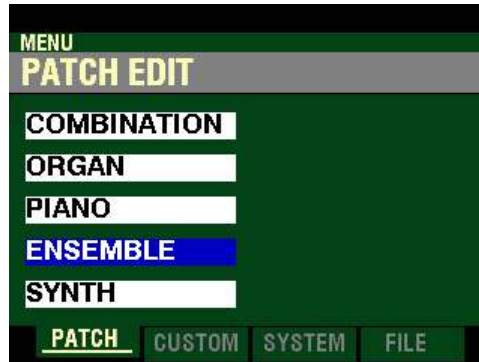 MENU
PATCH EDIT
COMBINATION
ORGAN
PIANO
ENSEMBLE
SYNTH
PATCH CUSTOM SYSTEM FILE